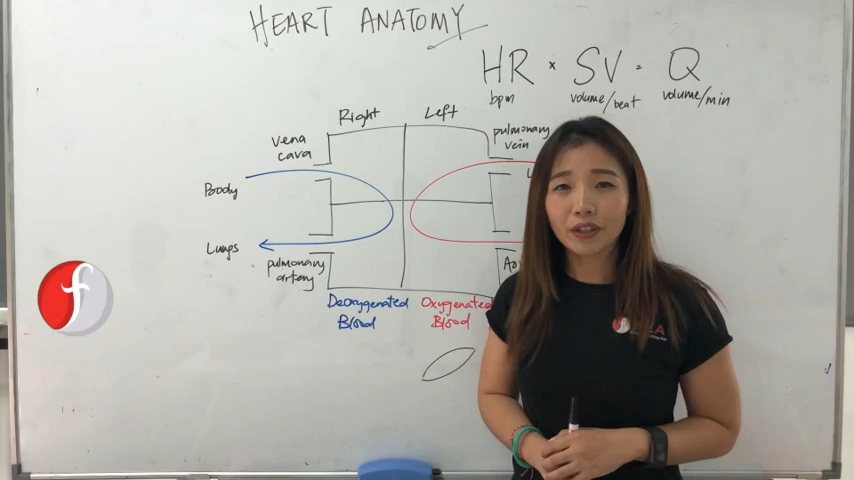 HEART ANATOMY
HR × SV = Q
bpm volume/beat volume/min
Right Left
vena
cava
pulmonary
vein
Body
Lungs
pulmonary
artery
Deoxygenated
Blood
Oxygenated
Blood
f